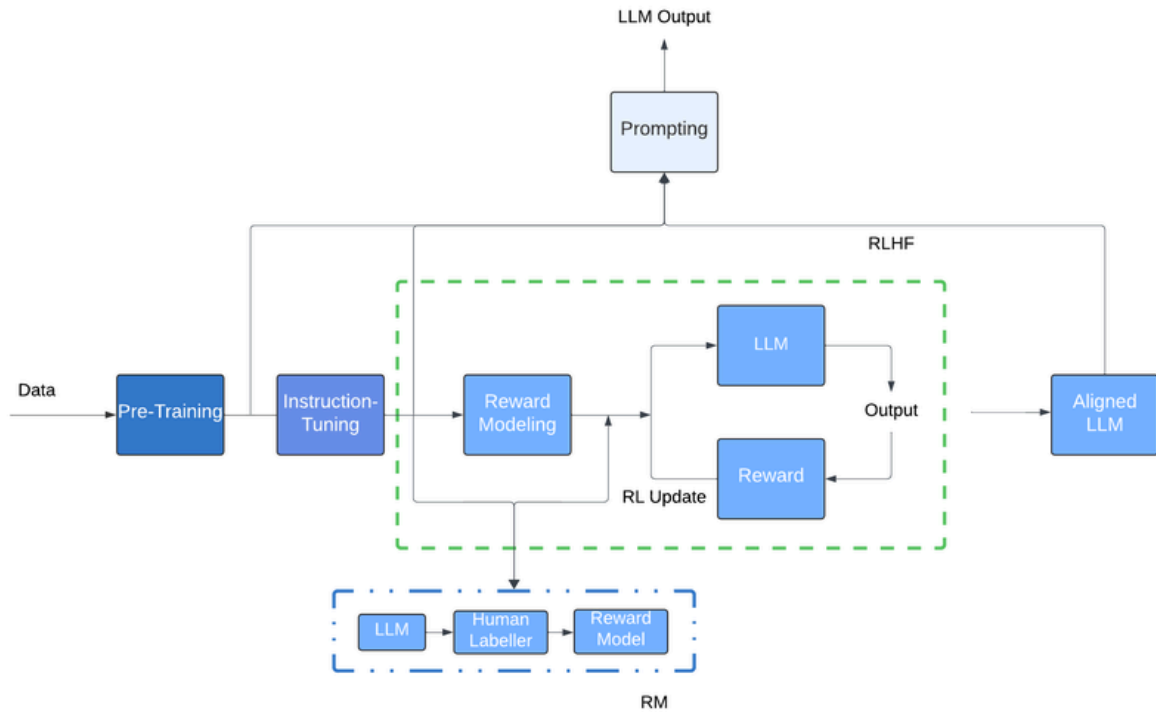 LLM Output
Prompting
RLHF
Data
Pre-Training
Instruction-
Tuning
Reward
Modeling
LLM
Output
Reward
RL Update
Aligned
LLM
LLM
Human
Labeller
Reward
Model
RM